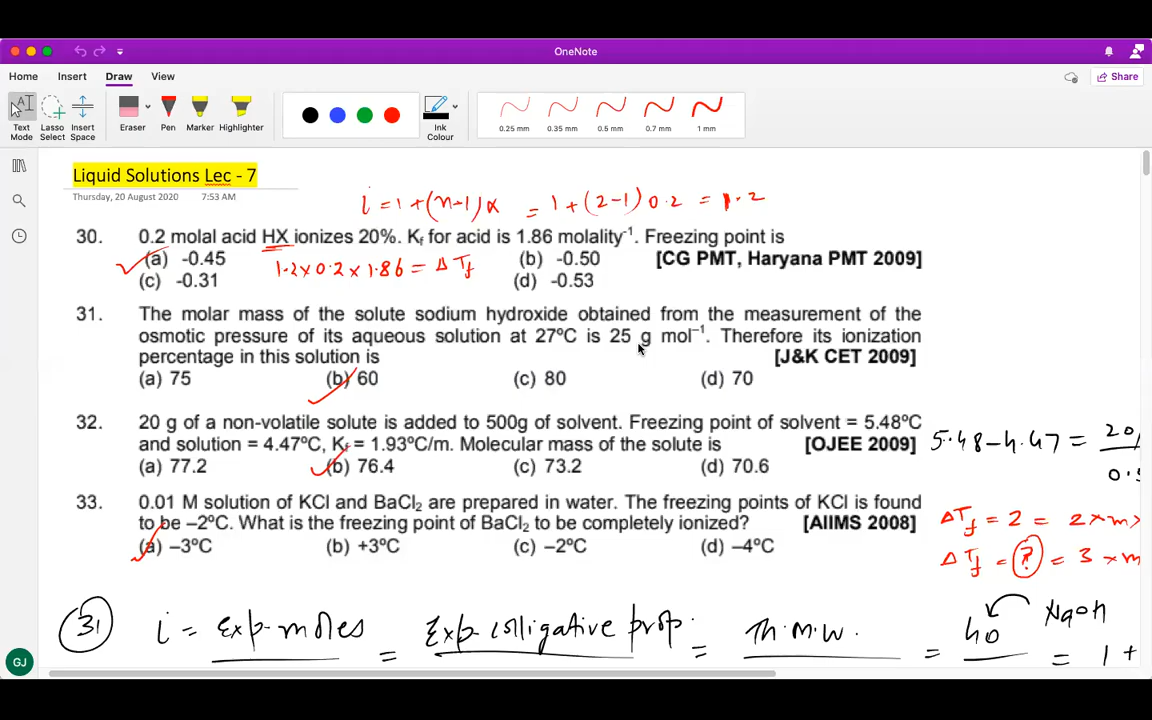 OneNote
Home Insert Draw View
Share
Text Mode
Lasso Select
Insert Space
Eraser
Pen
Marker
Highlighter
Ink Colour
0.25 mm 0.35 mm 0.5 mm 0.7 mm 1 mm
Liquid Solutions Lec - 7
Thursday, 20 August 2020 7:53 AM
i = 1 + (n-1)α = 1 + (2-1) 0.2 = 1.2
30. 0.2 molal acid HX ionizes 20%. Kf for acid is 1.86 molality⁻¹. Freezing point is
(a) -0.45 (b) -0.50 [CG PMT, Haryana PMT 2009]
1.2 × 0.2 × 1.86 = ΔTf
(c) -0.31 (d) -0.53
31. The molar mass of the solute sodium hydroxide obtained from the measurement of the
osmotic pressure of its aqueous solution at 27ºC is 25 g mol⁻¹. Therefore its ionization
percentage in this solution is [J&K CET 2009]
(a) 75 (b) 60 (c) 80 (d) 70
32. 20 g of a non-volatile solute is added to 500g of solvent. Freezing point of solvent = 5.48ºC
and solution = 4.47ºC, Kf = 1.93ºC/m. Molecular mass of the solute is [OJEE 2009]
5.48 - 4.47 = 20/
0.5
(a) 77.2 (b) 76.4 (c) 73.2 (d) 70.6
33. 0.01 M solution of KCl and BaCl₂ are prepared in water. The freezing points of KCl is found
to be –2ºC. What is the freezing point of BaCl₂ to be completely ionized? [AIIMS 2008]
ΔTf = 2 = 2 × m ×
ΔTf = ? = 3 × m
(a) –3ºC (b) +3ºC (c) –2ºC (d) –4ºC
31 i = Exp. moles = Exp. colligative prop. = Th. M.W. = 40 = 1 +
NaOH
GJ